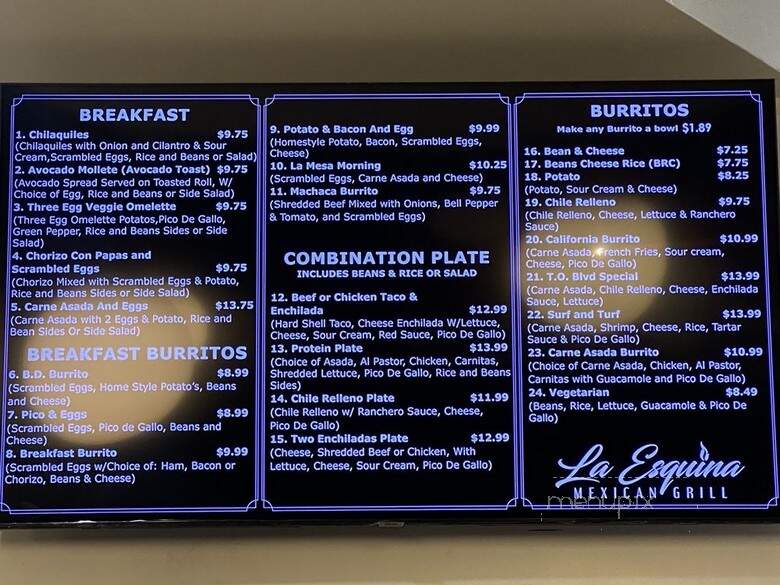 BREAKFAST
1. Chilaquiles $9.75
(Chilaquiles with Onion and Cilantro & Sour
Cream,Scrambled Eggs, Rice and Beans or Salad)
2. Avocado Mollete (Avocado Toast) $9.75
(Avocado Spread Served on Toasted Roll, W/
Choice of Egg, Rice and Beans or Side Salad)
3. Three Egg Veggie Omelette $9.75
(Three Egg Omelette Potatos,Pico De Gallo,
Green Pepper, Rice and Beans Sides or Side
Salad)
4. Chorizo Con Papas and
Scrambled Eggs $9.75
(Chorizo Mixed with Scrambled Eggs & Potato,
Rice and Beans Sides or Side Salad)
5. Carne Asada And Eggs $13.75
(Carne Asada with 2 Eggs & Potato, Rice and
Bean Sides Or Side Salad)
BREAKFAST BURRITOS
6. B.D. Burrito $8.99
(Scrambled Eggs, Home Style Potato's, Beans
and Cheese)
7. Pico & Eggs $8.99
(Scrambled Eggs, Pico de Gallo, Beans and
Cheese)
8. Breakfast Burrito $9.99
(Scrambled Eggs w/Choice of: Ham, Bacon or
Chorizo, Beans & Cheese)
9. Potato & Bacon And Egg $9.99
(Homestyle Potato, Bacon, Scrambled Eggs,
Cheese)
10. La Mesa Morning $10.25
(Scrambled Eggs, Carne Asada and Cheese)
11. Machaca Burrito $9.75
(Shredded Beef Mixed with Onions, Bell Pepper
& Tomato, and Scrambled Eggs)
COMBINATION PLATE
INCLUDES BEANS & RICE OR SALAD
12. Beef or Chicken Taco &
Enchilada $12.99
(Hard Shell Taco, Cheese Enchilada W/Lettuce,
Cheese, Sour Cream, Red Sauce, Pico De Gallo)
13. Protein Plate $13.99
(Choice of Asada, Al Pastor, Chicken, Carnitas,
Shredded Lettuce, Pico De Gallo, Rice and Beans
Sides)
14. Chile Relleno Plate $11.99
(Chile Relleno w/ Ranchero Sauce, Cheese,
Pico De Gallo)
15. Two Enchiladas Plate $12.99
(Cheese, Shredded Beef or Chicken, With
Lettuce, Cheese, Sour Cream, Pico De Gallo)
BURRITOS
Make any Burrito a bowl $1.89
16. Bean & Cheese $7.25
17. Beans Cheese Rice (BRC) $7.75
18. Potato $8.25
(Potato, Sour Cream & Cheese)
19. Chile Relleno $9.75
(Chile Relleno, Cheese, Lettuce & Ranchero
Sauce)
20. California Burrito $10.99
(Carne Asada, French Fries, Sour cream,
Cheese, Pico De Gallo)
21. T.O. Blvd Special $13.99
(Carne Asada, Chile Relleno, Cheese, Enchilada
Sauce, Lettuce)
22. Surf and Turf $13.99
(Carne Asada, Shrimp, Cheese, Rice, Tartar
Sauce & Pico De Gallo)
23. Carne Asada Burrito $10.99
(Choice of Carne Asada, Chicken, Al Pastor,
Carnitas with Guacamole and Pico De Gallo)
24. Vegetarian $8.49
(Beans, Rice, Lettuce, Guacamole & Pico De
Gallo)
La Esquina
MEXICAN GRILL
menupix